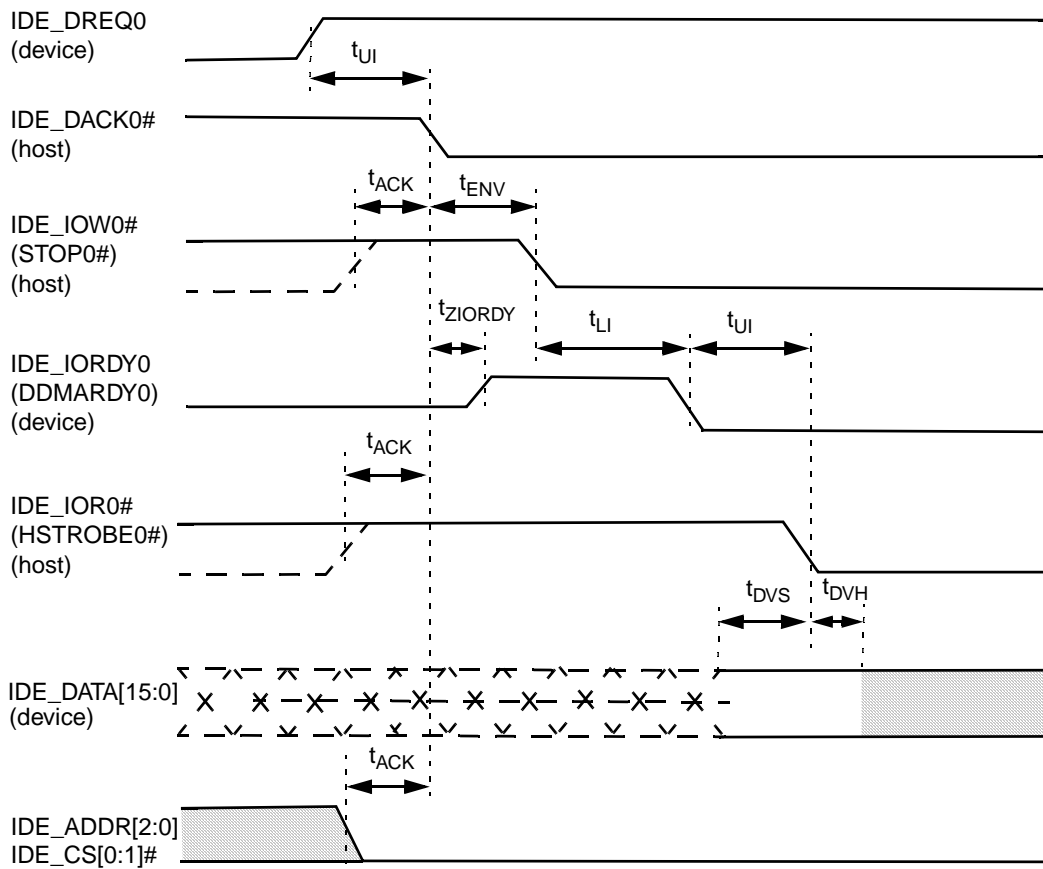 IDE_DREQ0
(device)
tUI
IDE_DACK0#
(host)
tACK
tENV
IDE_IOW0#
(STOP0#)
(host)
tZIORDY
tLI
tUI
IDE_IORDY0
(DDMARDY0)
(device)
tACK
IDE_IOR0#
(HSTROBE0#)
(host)
tDVS
tDVH
IDE_DATA[15:0]
(device)
tACK
IDE_ADDR[2:0]
IDE_CS[0:1]#